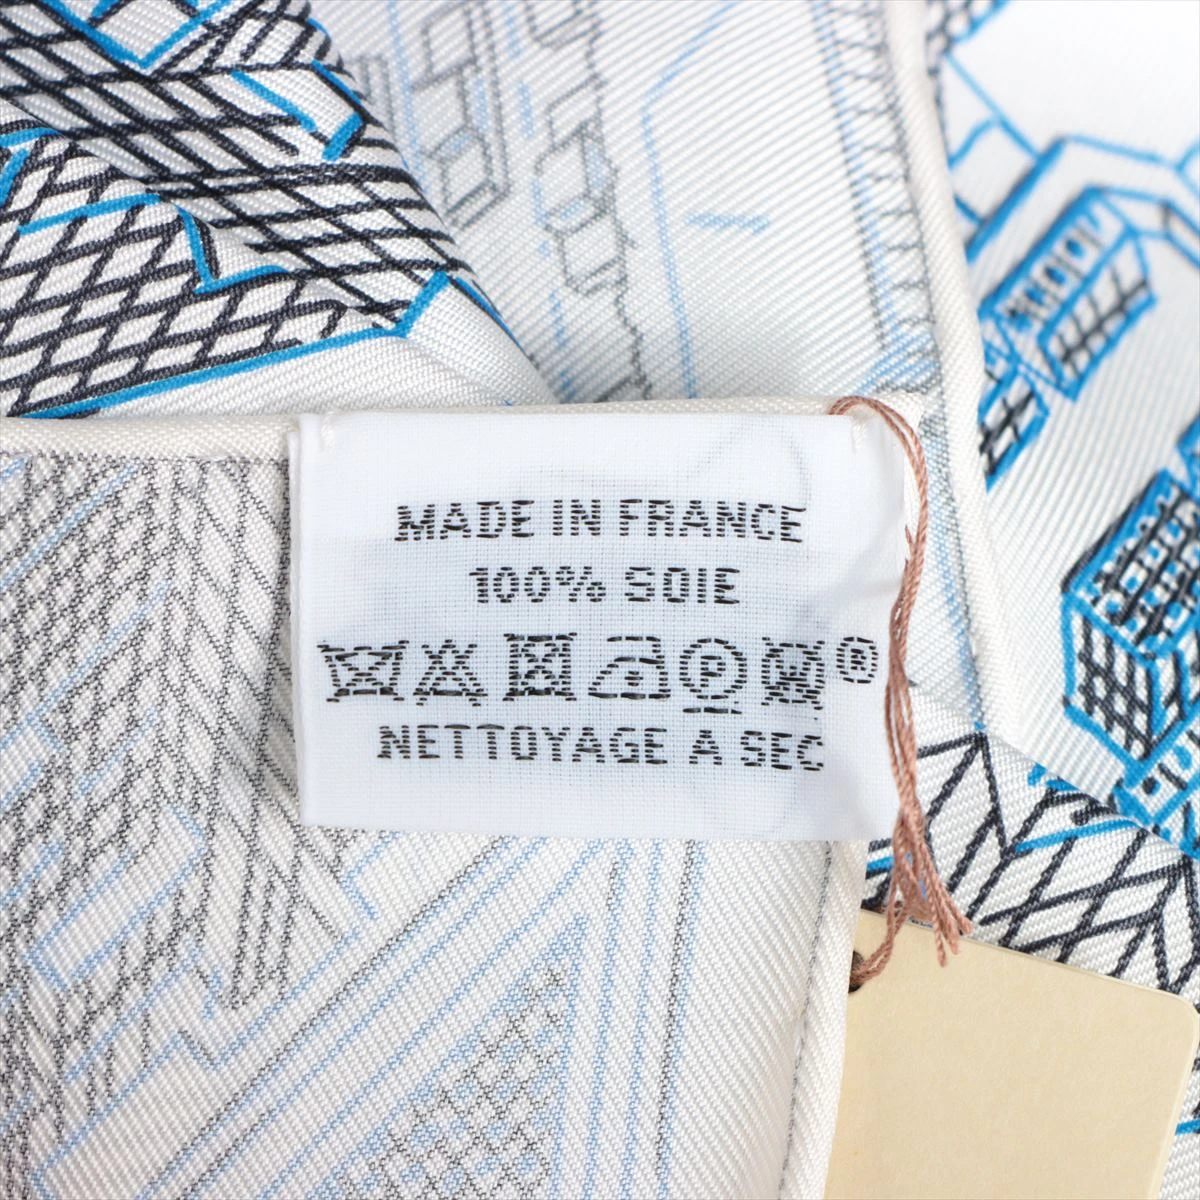 MADE IN FRANCE
100% SOIE
P ®
NETTOYAGE A SEC